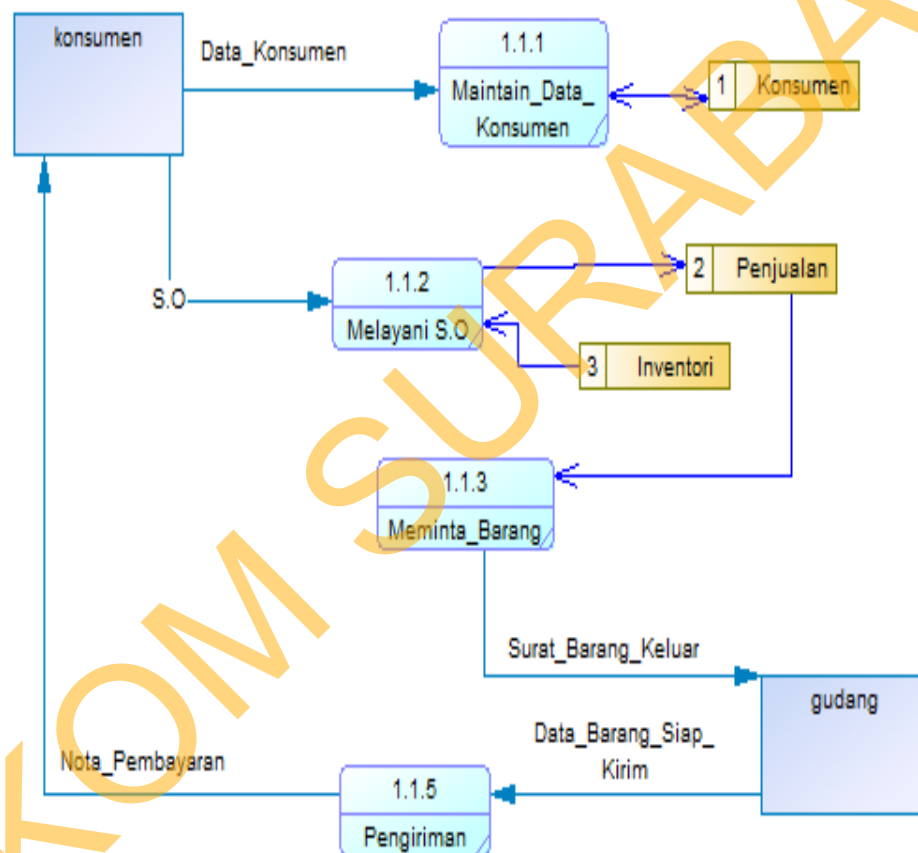 konsumen
Data_Konsumen
1.1.1
Maintain_Data_
Konsumen
1 Konsumen
S.O
1.1.2
Melayani S.O
2 Penjualan
3 Inventori
1.1.3
Meminta_Barang
Surat_Barang_Keluar
gudang
Data_Barang_Siap_
Kirim
Nota_Pembayaran
1.1.5
Pengiriman
KOM SURABA